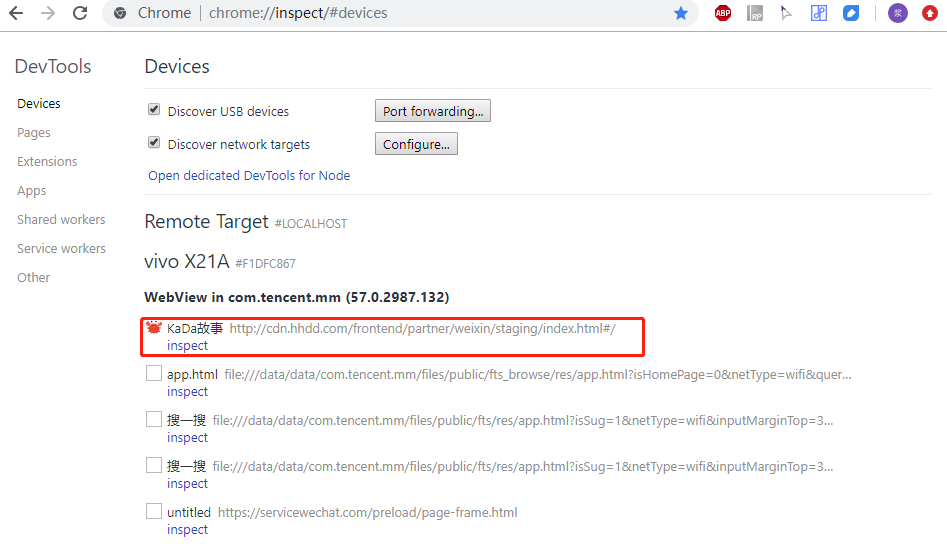 Chrome | chrome://inspect/#devices
ABP
RP
浆
DevTools
Devices
Pages
Extensions
Apps
Shared workers
Service workers
Other
Devices
Discover USB devices Port forwarding...
Discover network targets Configure...
Open dedicated DevTools for Node
Remote Target #LOCALHOST
vivo X21A #F1DFC867
WebView in com.tencent.mm (57.0.2987.132)
KaDa故事 http://cdn.hhdd.com/frontend/partner/weixin/staging/index.html#/
inspect
app.html file:///data/data/com.tencent.mm/files/public/fts_browse/res/app.html?isHomePage=0&netType=wifi&quer...
inspect
搜一搜 file:///data/data/com.tencent.mm/files/public/fts/res/app.html?isSug=1&netType=wifi&inputMarginTop=3...
inspect
搜一搜 file:///data/data/com.tencent.mm/files/public/fts/res/app.html?isSug=1&netType=wifi&inputMarginTop=3...
inspect
untitled https://servicewechat.com/preload/page-frame.html
inspect